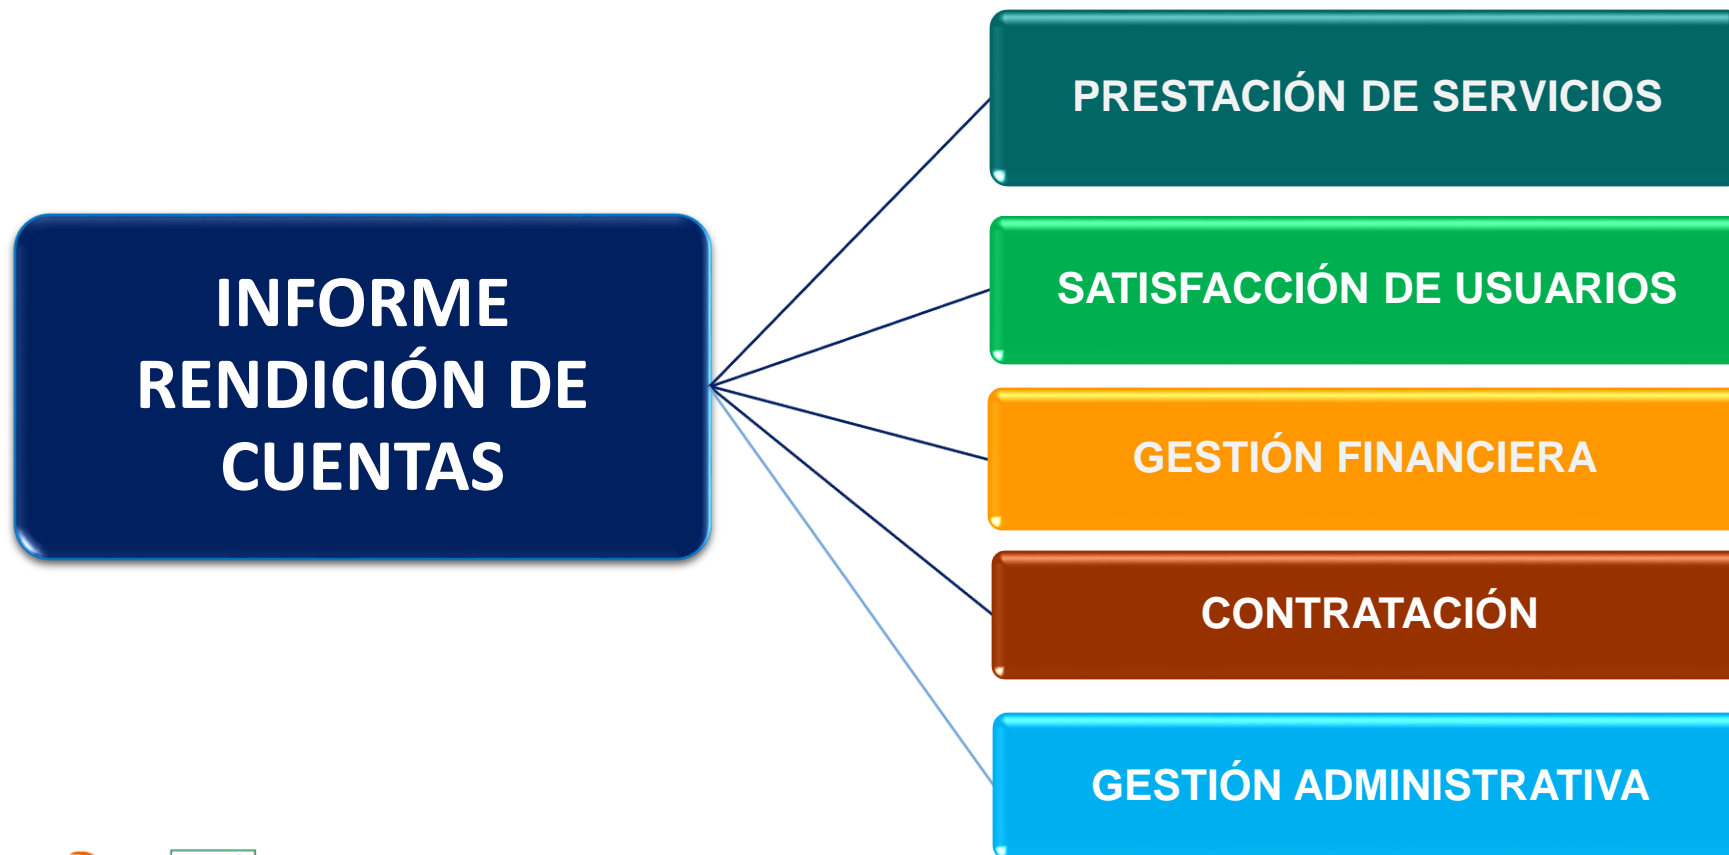 INFORME
RENDICIÓN DE
CUENTAS
PRESTACIÓN DE SERVICIOS
SATISFACCIÓN DE USUARIOS
GESTIÓN FINANCIERA
CONTRATACIÓN
GESTIÓN ADMINISTRATIVA